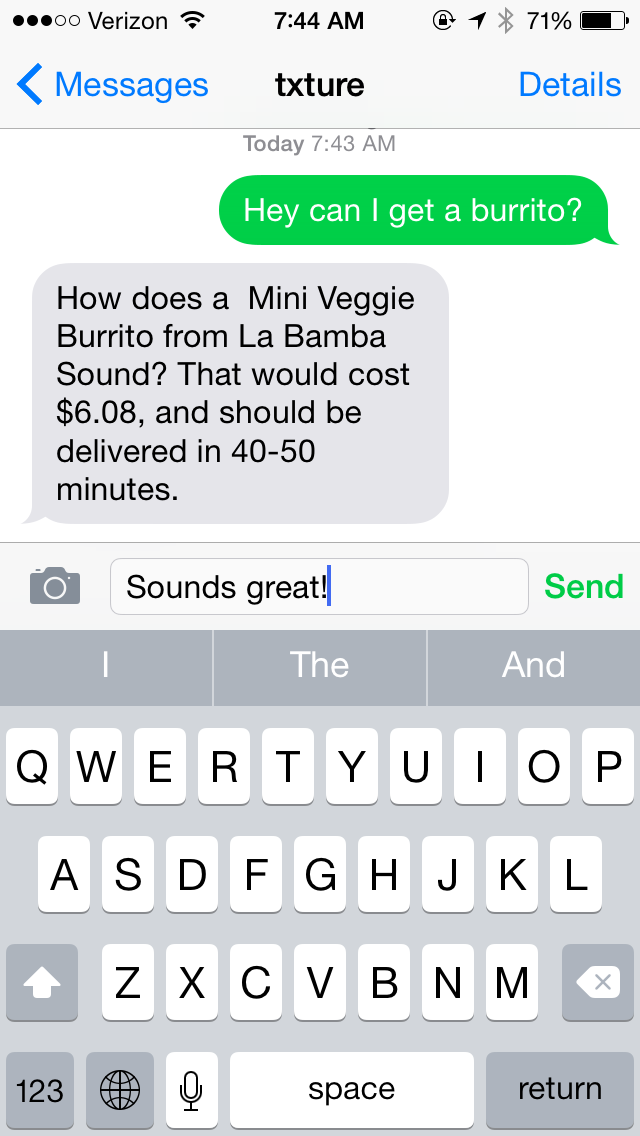 Verizon 7:44 AM 71%
Messages txture Details
Today 7:43 AM
Hey can I get a burrito?
How does a  Mini Veggie
Burrito from La Bamba
Sound? That would cost
$6.08, and should be
delivered in 40-50
minutes.
Sounds great! Send
I The And
Q W E R T Y U I O P
A S D F G H J K L
Z X C V B N M
123 space return